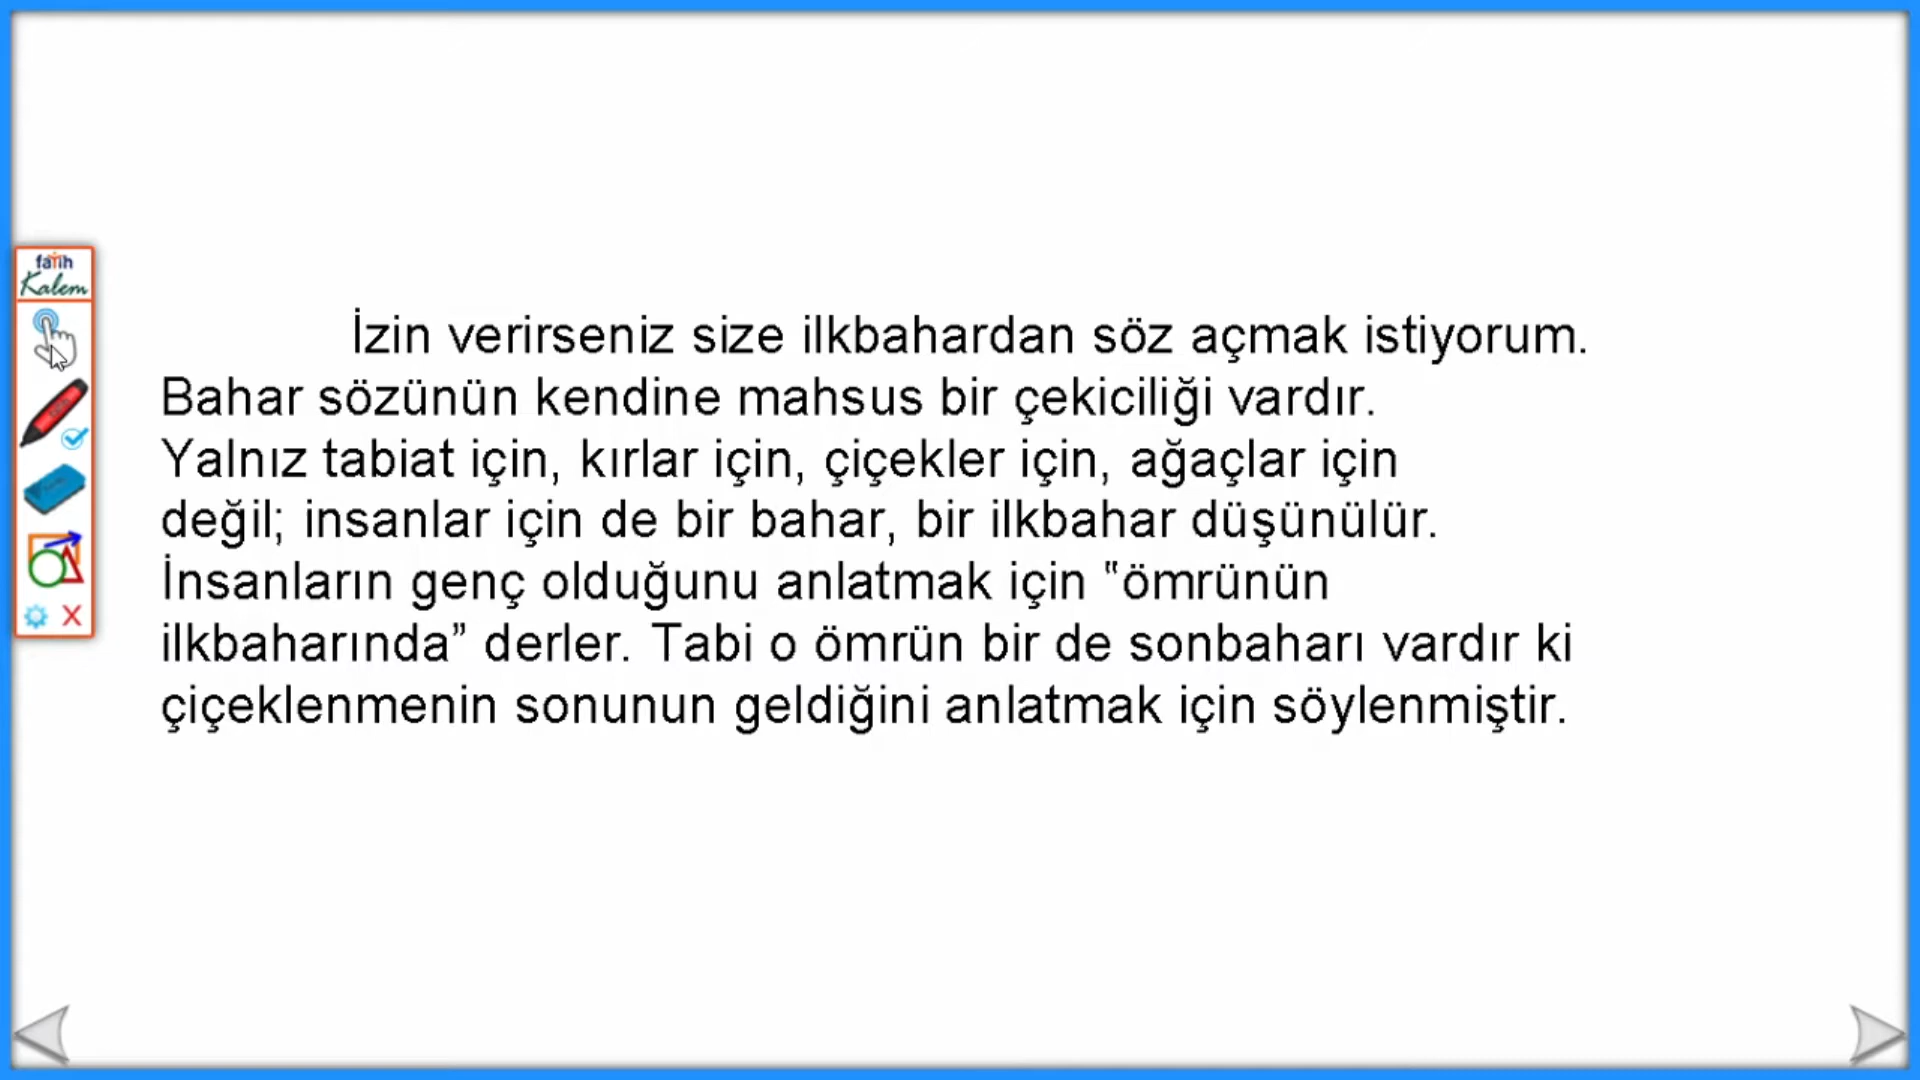 fatih
Kalem
İzin verirseniz size ilkbahardan söz açmak istiyorum.
Bahar sözünün kendine mahsus bir çekiciliği vardır.
Yalnız tabiat için, kırlar için, çiçekler için, ağaçlar için
değil; insanlar için de bir bahar, bir ilkbahar düşünülür.
İnsanların genç olduğunu anlatmak için “ömrünün
ilkbaharında” derler. Tabi o ömrün bir de sonbaharı vardır ki
çiçeklenmenin sonunun geldiğini anlatmak için söylenmiştir.